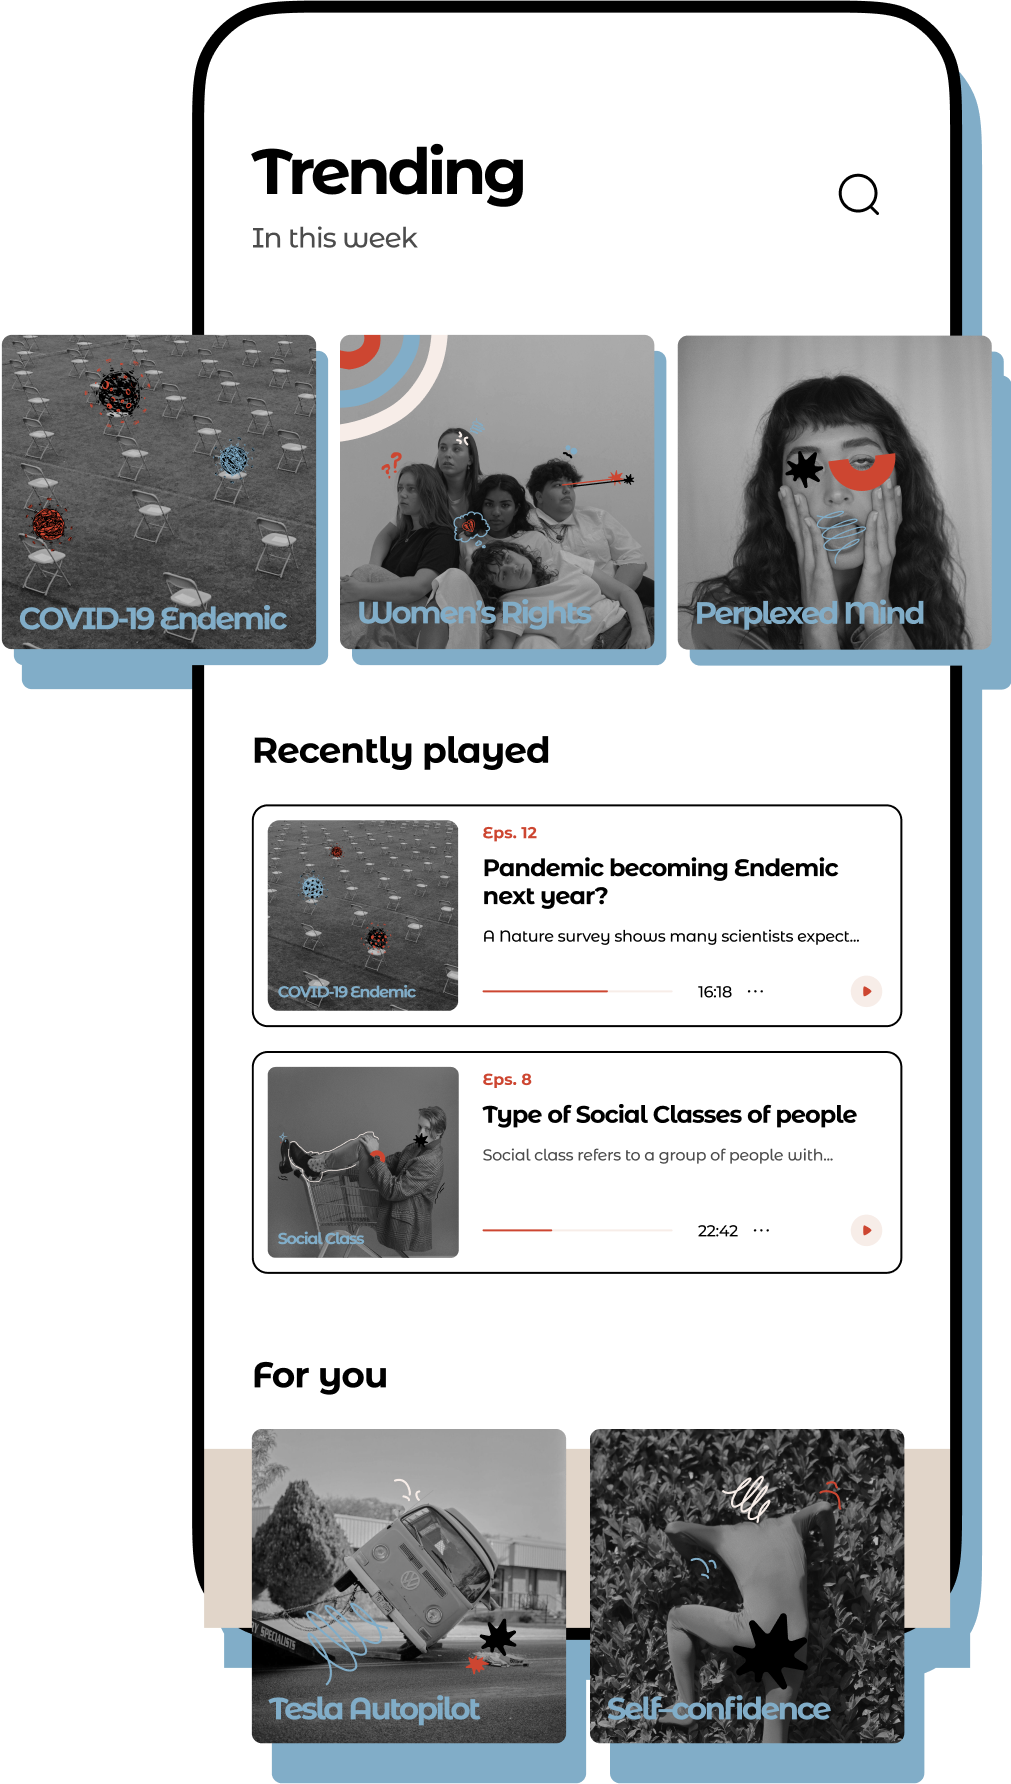 Trending
In this week
COVID-19 Endemic
Women's Rights
Perplexed Mind
Recently played
Eps. 12
Pandemic becoming Endemic
next year?
A Nature survey shows many scientists expect...
COVID-19 Endemic
16:18 ...
Eps. 8
Type of Social Classes of people
Social class refers to a group of people with...
Social Class
22:42 ...
For you
Y SPECIALISTS
Tesla Autopilot
Self-confidence